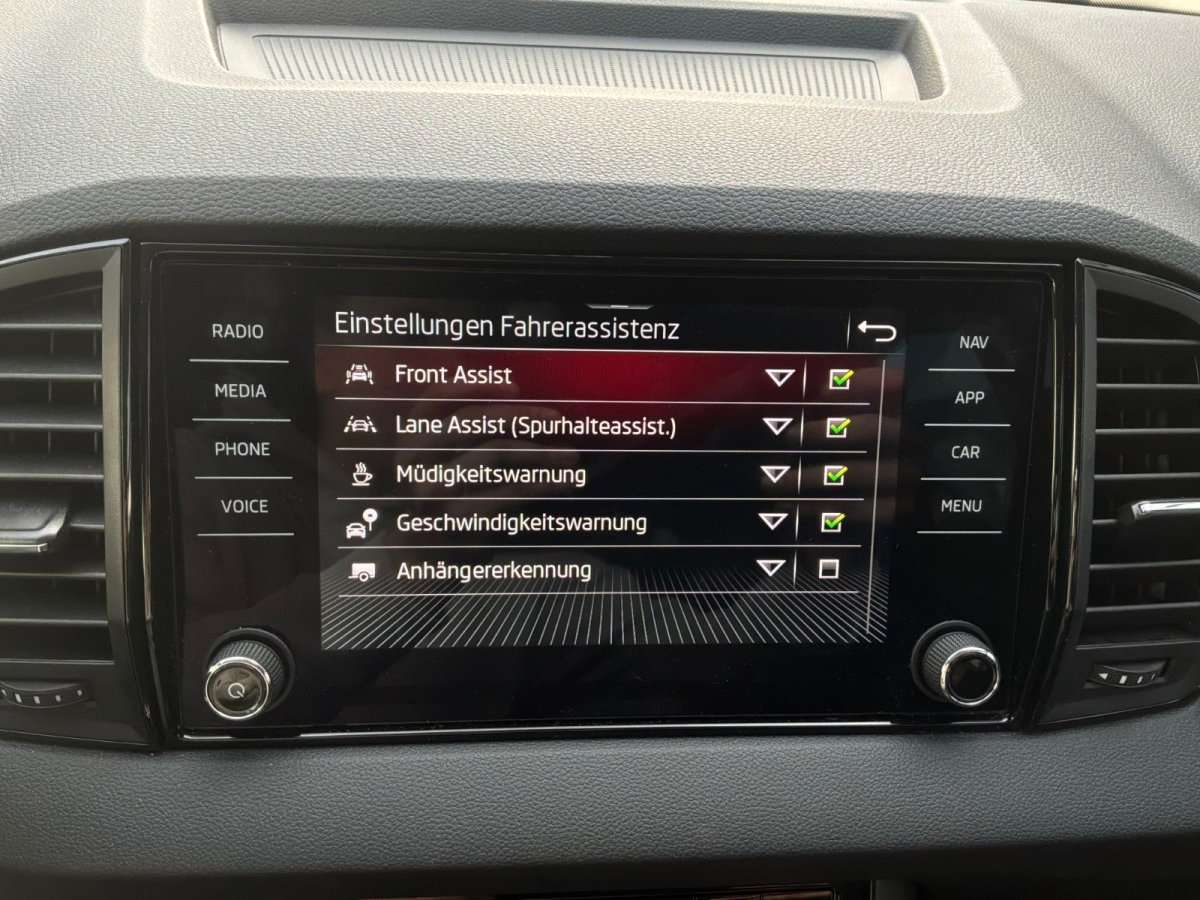 Einstellungen Fahrerassistenz
Front Assist
Lane Assist (Spurhalteassist.)
Müdigkeitswarnung
Geschwindigkeitswarnung
Anhängererkennung
RADIO
MEDIA
PHONE
VOICE
NAV
APP
CAR
MENU